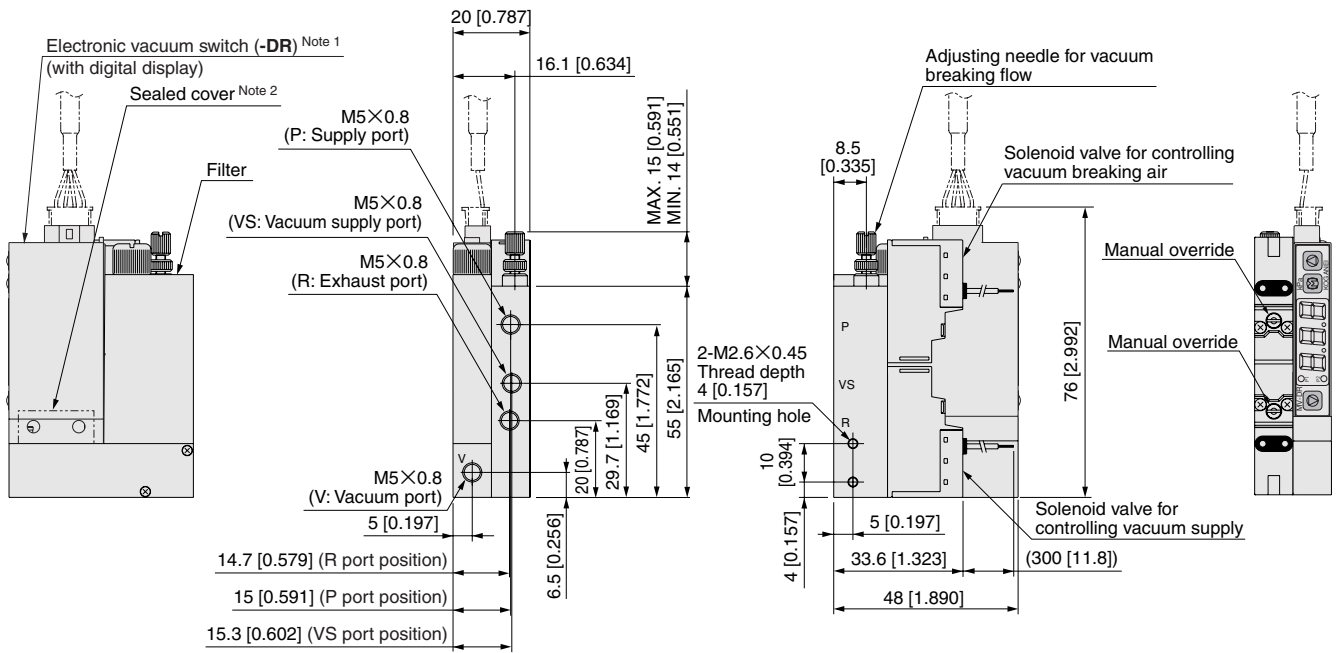 Electronic vacuum switch (-DR) Note 1
(with digital display)
Sealed cover Note 2
Filter
20 [0.787]
16.1 [0.634]
M5×0.8
(P: Supply port)
M5×0.8
(VS: Vacuum supply port)
M5×0.8
(R: Exhaust port)
V
M5×0.8
(V: Vacuum port)
5 [0.197]
14.7 [0.579] (R port position)
15 [0.591] (P port position)
15.3 [0.602] (VS port position)
6.5 [0.256]
20 [0.787]
29.7 [1.169]
45 [1.772]
55 [2.165]
MAX. 15 [0.591]
MIN. 14 [0.551]
Adjusting needle for vacuum
breaking flow
8.5
[0.335]
Solenoid valve for controlling
vacuum breaking air
P
VS
R
2-M2.6×0.45
Thread depth
4 [0.157]
Mounting hole
10
[0.394]
4 [0.157]
5 [0.197]
33.6 [1.323]
(300 [11.8])
48 [1.890]
76 [2.992]
Solenoid valve for
controlling vacuum supply
Manual override
Manual override